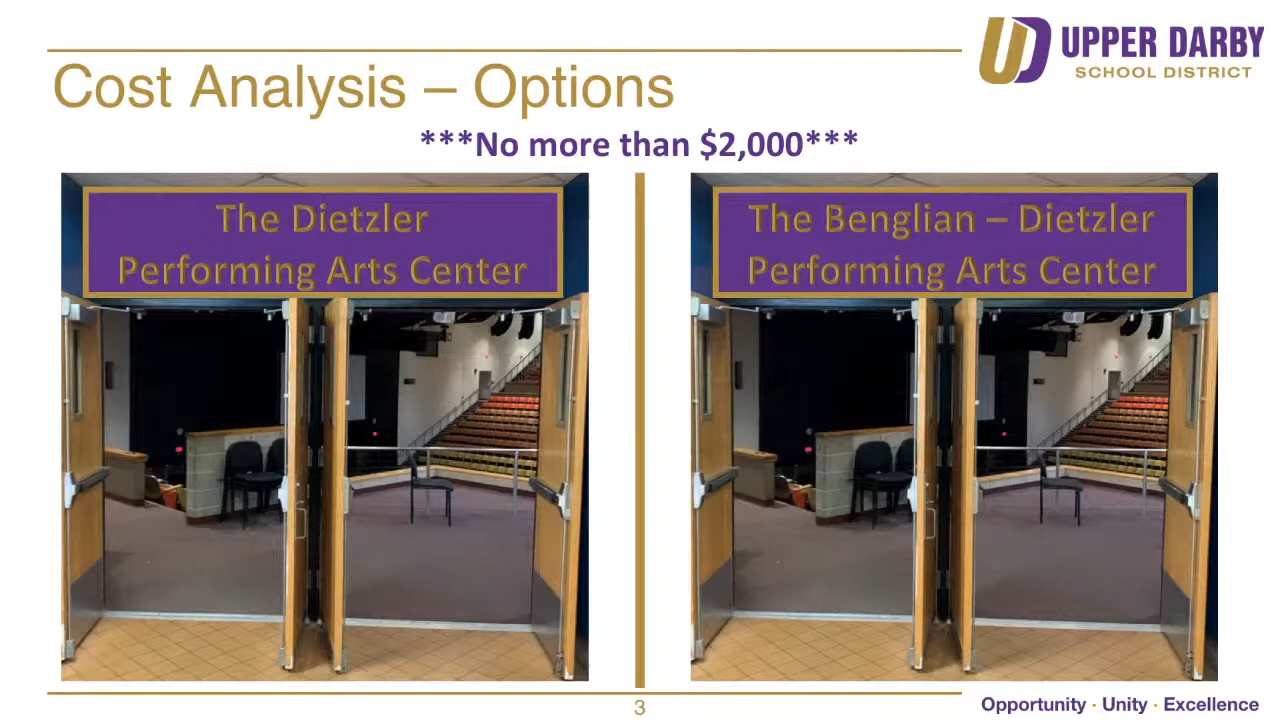 UD UPPER DARBY
SCHOOL DISTRICT
Cost Analysis – Options
***No more than $2,000***
The Dietzler
Performing Arts Center
The Benglian – Dietzler
Performing Arts Center
3
Opportunity · Unity · Excellence